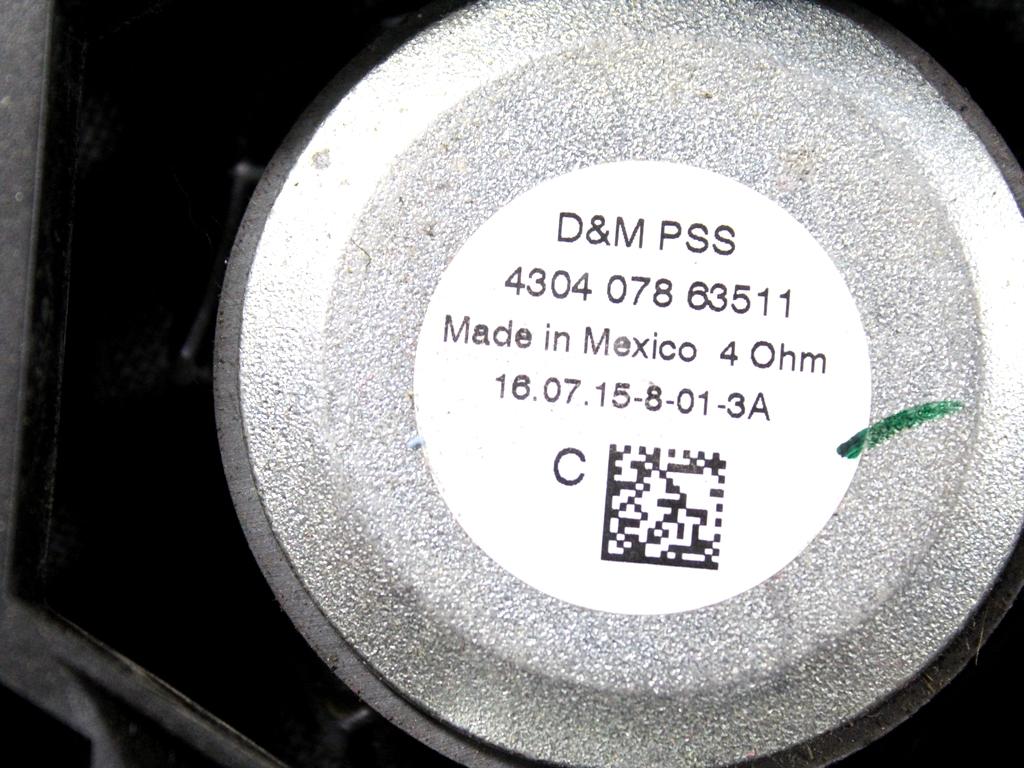 D&M PSS
4304 078 63511
Made in Mexico 4 Ohm
16.07.15-8-01-3A
C